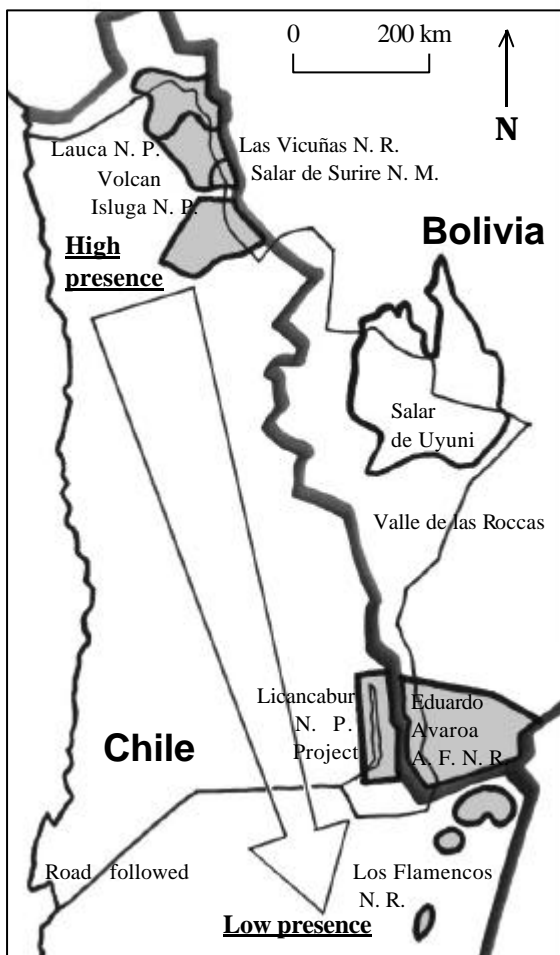 0 200 km
N
Lauca N. P.
Las Vicuñas N. R.
Volcan
Salar de Surire N. M.
Isluga N. P.
High
presence
Bolivia
Salar
de Uyuni
Valle de las Roccas
Licancabur
N. P.
Project
Eduardo
Avaroa
A. F. N. R.
Chile
Road followed
Los Flamencos
N. R.
Low presence